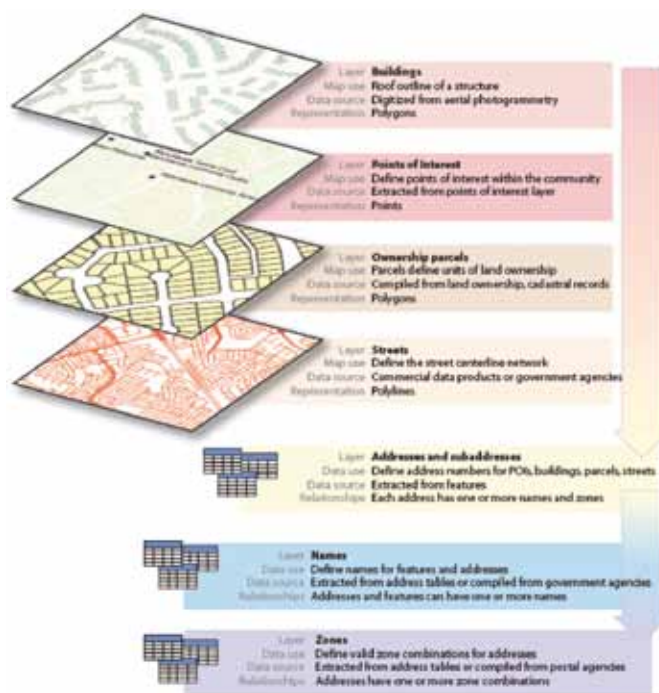 Layer Buildings
Map use Roof outline of a structure
Data source Digitized from aerial photogrammetry
Representation Polygons
Layer Points of Interest
Map use Define points of interest within the community
Data source Extracted from points of interest layer
Representation Points
Layer Ownership parcels
Map use Parcels define units of land ownership
Data source Compiled from land ownership, cadastral records
Representation Polygons
Layer Streets
Map use Define the street centerline network
Data source Commercial data products or government agencies
Representation Polylines
Layer Addresses and subaddresses
Data use Define address numbers for POIs, buildings, parcels, streets
Data source Extracted from features
Relationships Each address has one or more names and zones
Layer Names
Data use Define names for features and addresses
Data source Extracted from address tables or compiled from government agencies
Relationships Addresses and features can have one or more names
Layer Zones
Data use Define valid zone combinations for addresses
Data source Extracted from address tables or compiled from postal agencies
Relationships Addresses have one or more zone combinations